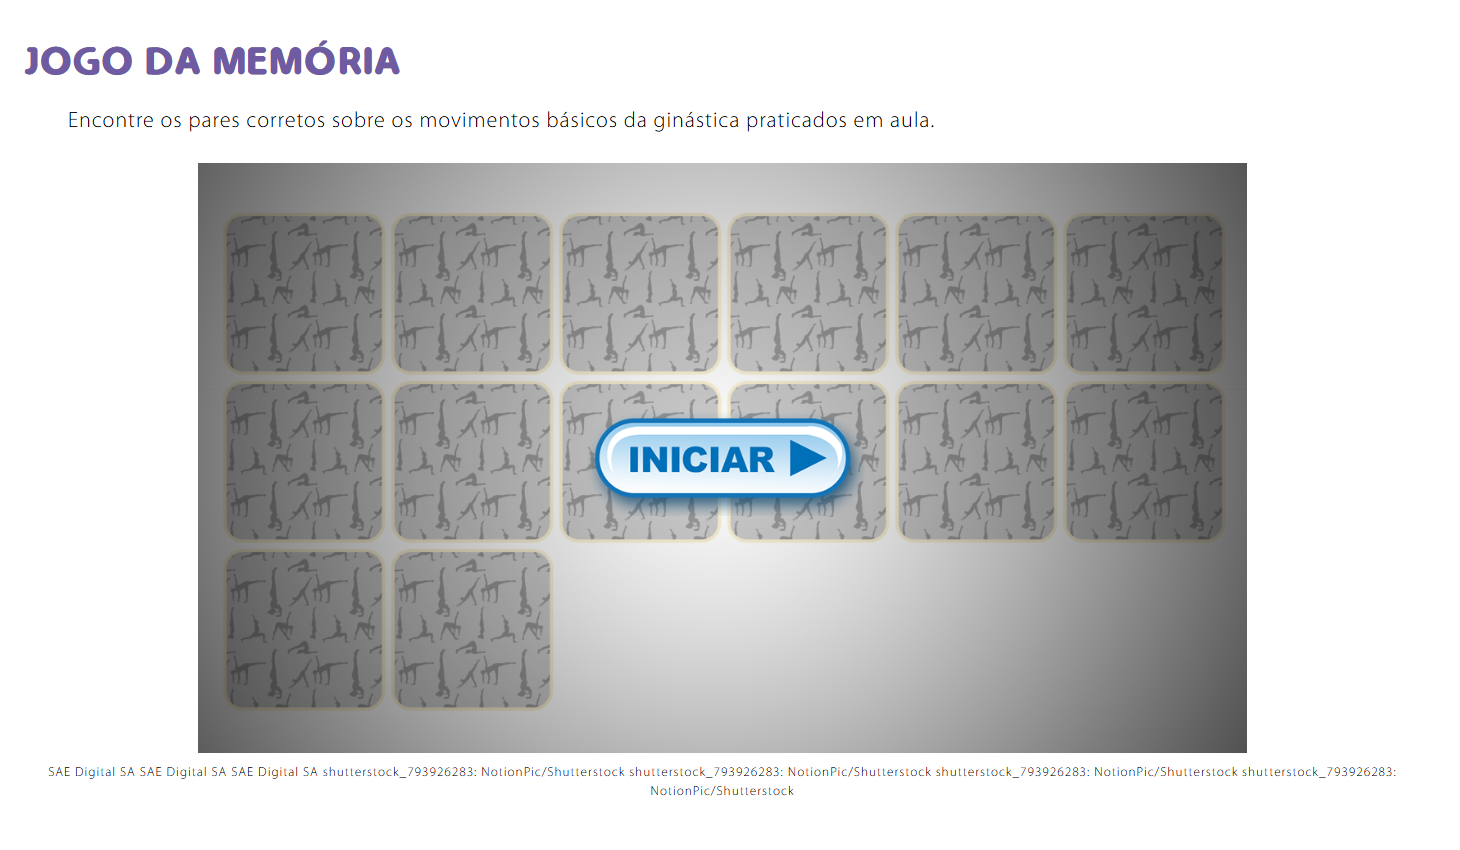 JOGO DA MEMÓRIA
Encontre os pares corretos sobre os movimentos básicos da ginástica praticados em aula.
INICIAR
SAE Digital SA SAE Digital SA SAE Digital SA shutterstock_793926283: NotionPic/Shutterstock shutterstock_793926283: NotionPic/Shutterstock shutterstock_793926283: NotionPic/Shutterstock shutterstock_793926283:
NotionPic/Shutterstock